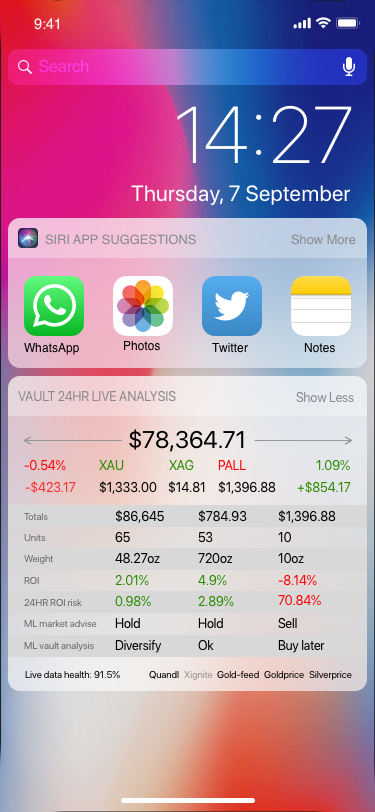 9:41
Search
14:27
Thursday, 7 September
SIRI APP SUGGESTIONS Show More
WhatsApp Photos Twitter Notes
VAULT 24HR LIVE ANALYSIS Show Less
$78,364.71
-0.54% XAU XAG PALL 1.09%
-$423.17 $1,333.00 $14.81 $1,396.88 +$854.17
Totals $86,645 $784.93 $1,396.88
Units 65 53 10
Weight 48.27oz 720oz 10oz
ROI 2.01% 4.9% -8.14%
24HR ROI risk 0.98% 2.89% 70.84%
ML market advise Hold Hold Sell
ML vault analysis Diversify Ok Buy later
Live data health: 91.5% Quandl Xignite Gold-feed Goldprice Silverprice